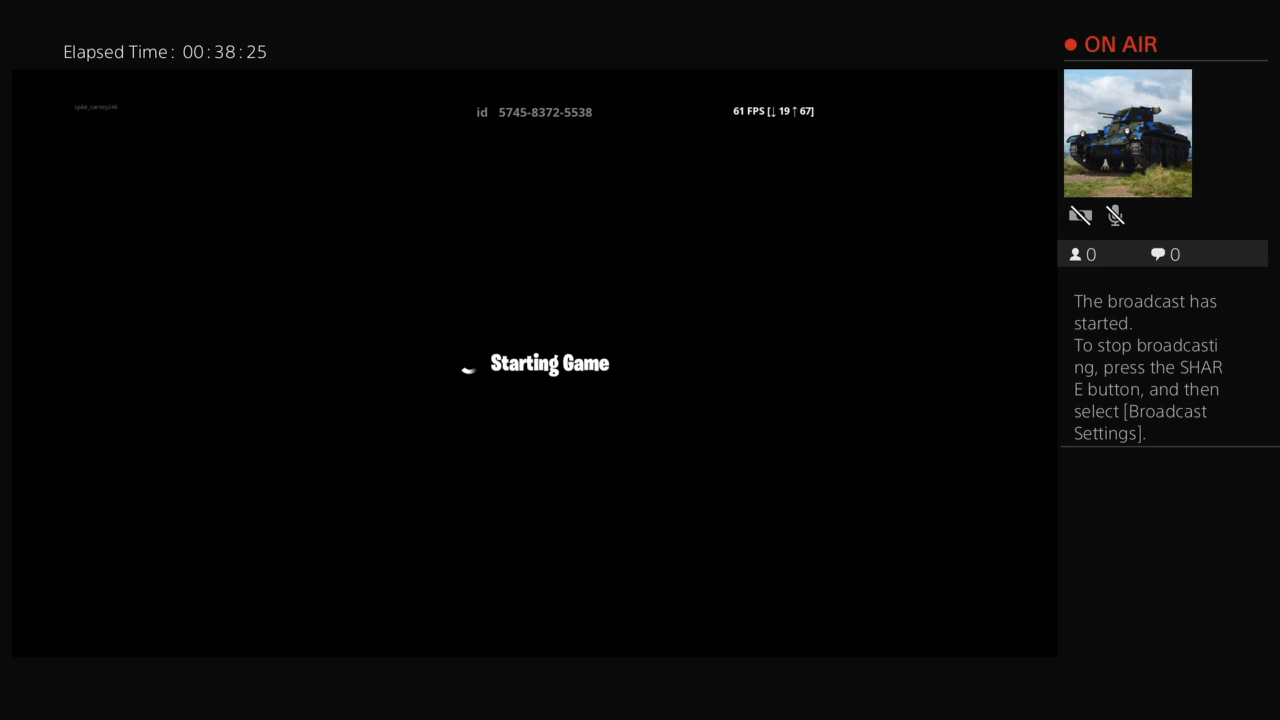 Elapsed Time: 00:38:25
ON AIR
spike_carney246
id 5745-8372-5538
61 FPS [↓ 19 ↑ 67]
0 0
Starting Game
The broadcast has
started.
To stop broadcasti
ng, press the SHAR
E button, and then
select [Broadcast
Settings].